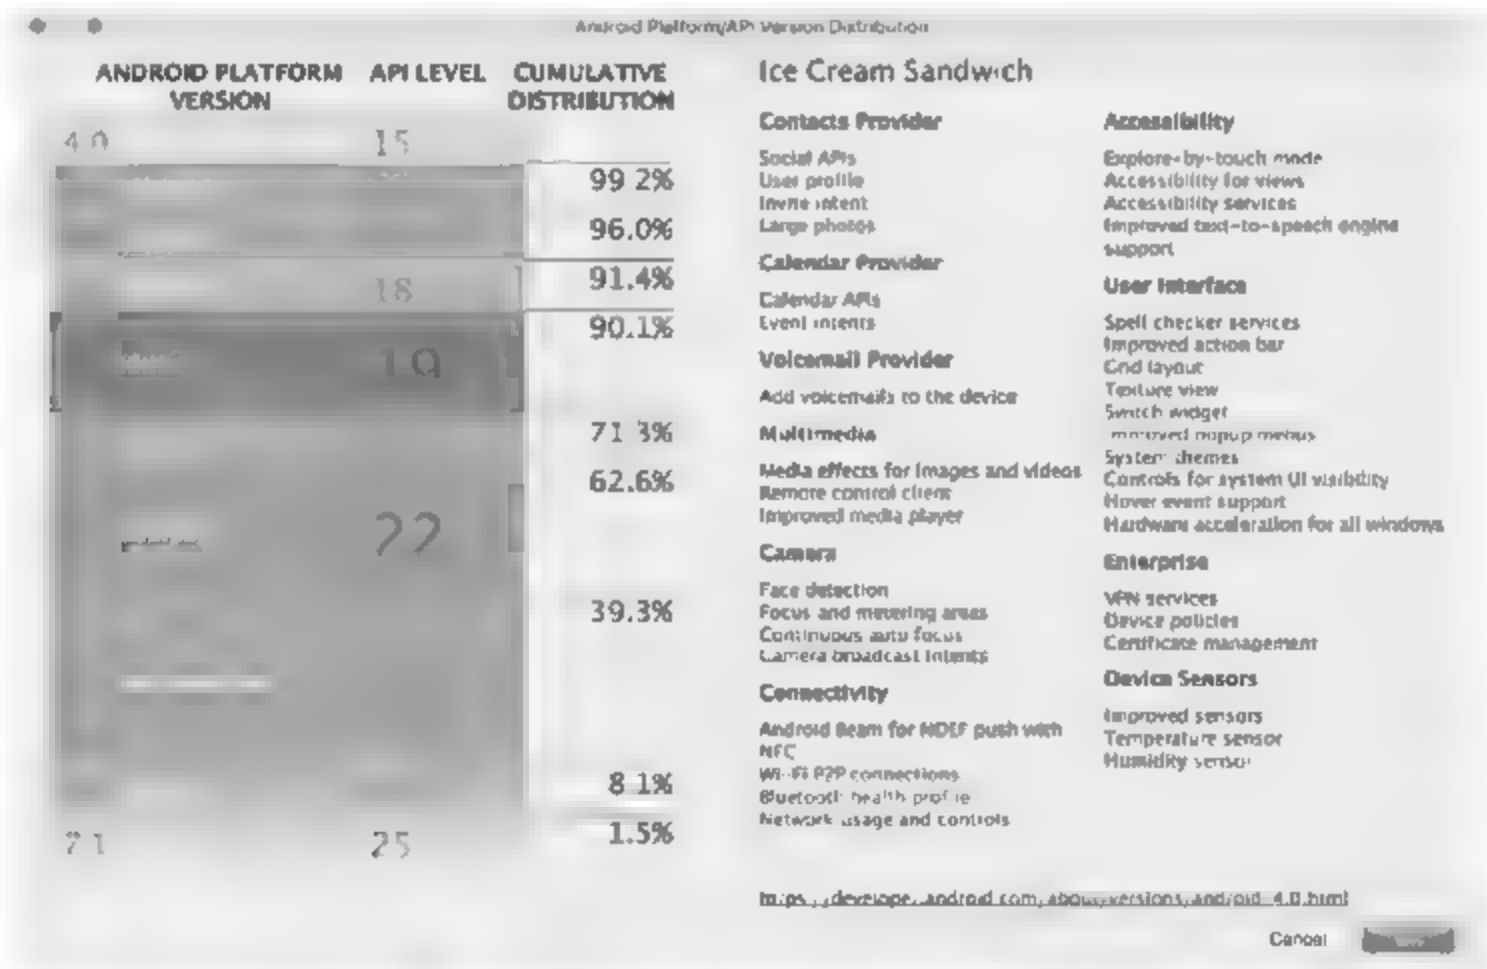 Android Platform/API Version Distribution
ANDROID PLATFORM VERSION
API LEVEL
CUMULATIVE DISTRIBUTION
4.0 15
99.2%
96.0%
91.4%
18
90.1%
19
71.3%
62.6%
22
39.3%
8.1%
7.1 25
1.5%
Ice Cream Sandwich
Contacts Provider
Social APIs
User profile
Invite intent
Large photos
Calendar Provider
Calendar APIs
Event intents
Voicemail Provider
Add voicemails to the device
Multimedia
Media effects for images and videos
Remote control client
Improved media player
Camera
Face detection
Focus and metering areas
Continuous auto focus
Camera broadcast intents
Connectivity
Android Beam for NDEF push with
NFC
Wi-Fi P2P connections
Bluetooth health profile
Network usage and controls
Accessibility
Explore-by-touch mode
Accessibility for views
Accessibility services
Improved text-to-speech engine
support
User Interface
Spell checker services
Improved action bar
Grid layout
Texture view
Switch widget
Improved popup menus
System themes
Controls for system UI visibility
Hover event support
Hardware acceleration for all windows
Enterprise
VPN services
Device policies
Certificate management
Device Sensors
Improved sensors
Temperature sensor
Humidity sensor
https://developer.android.com/about/versions/android-4.0.html
Cancel